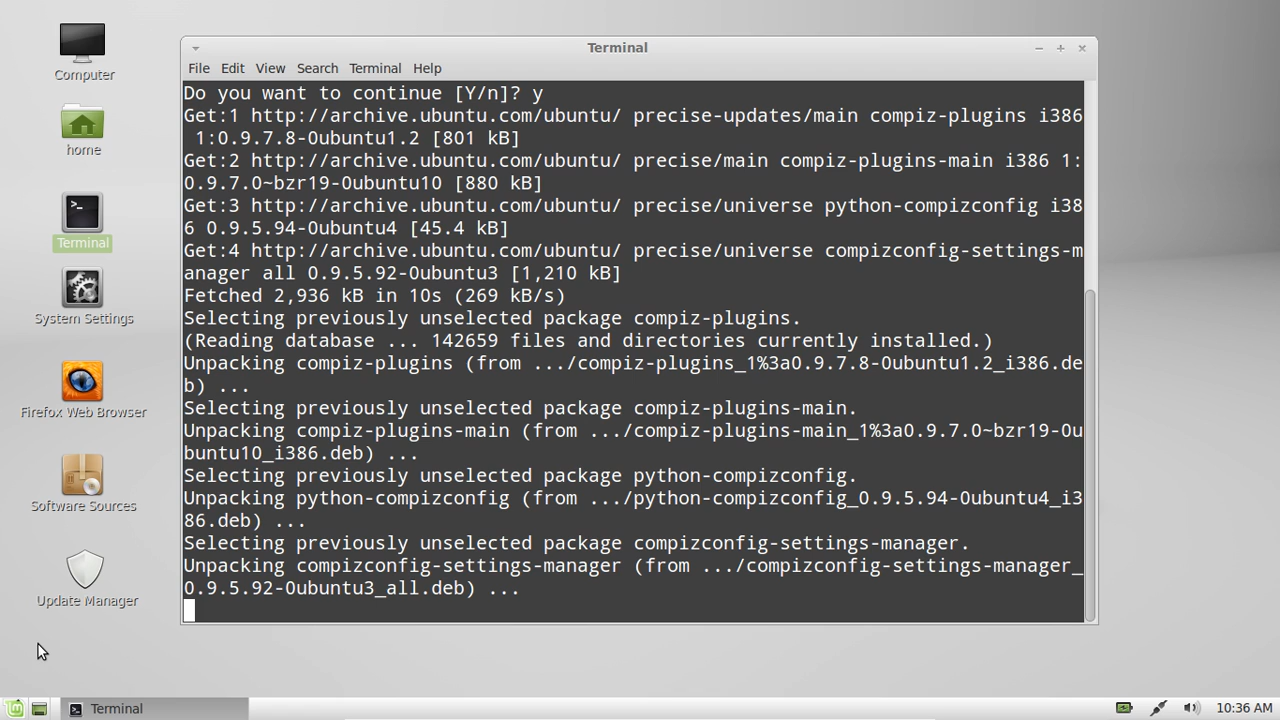 Computer
home
Terminal
System Settings
Firefox Web Browser
Software Sources
Update Manager
Terminal
File Edit View Search Terminal Help
Do you want to continue [Y/n]? y
Get:1 http://archive.ubuntu.com/ubuntu/ precise-updates/main compiz-plugins i386
 1:0.9.7.8-0ubuntu1.2 [801 kB]
Get:2 http://archive.ubuntu.com/ubuntu/ precise/main compiz-plugins-main i386 1:
0.9.7.0~bzr19-0ubuntu10 [880 kB]
Get:3 http://archive.ubuntu.com/ubuntu/ precise/universe python-compizconfig i38
6 0.9.5.94-0ubuntu4 [45.4 kB]
Get:4 http://archive.ubuntu.com/ubuntu/ precise/universe compizconfig-settings-m
anager all 0.9.5.92-0ubuntu3 [1,210 kB]
Fetched 2,936 kB in 10s (269 kB/s)
Selecting previously unselected package compiz-plugins.
(Reading database ... 142659 files and directories currently installed.)
Unpacking compiz-plugins (from .../compiz-plugins_1%3a0.9.7.8-0ubuntu1.2_i386.de
b) ...
Selecting previously unselected package compiz-plugins-main.
Unpacking compiz-plugins-main (from .../compiz-plugins-main_1%3a0.9.7.0~bzr19-0u
buntu10_i386.deb) ...
Selecting previously unselected package python-compizconfig.
Unpacking python-compizconfig (from .../python-compizconfig_0.9.5.94-0ubuntu4_i3
86.deb) ...
Selecting previously unselected package compizconfig-settings-manager.
Unpacking compizconfig-settings-manager (from .../compizconfig-settings-manager_
0.9.5.92-0ubuntu3_all.deb) ...
Terminal
10:36 AM